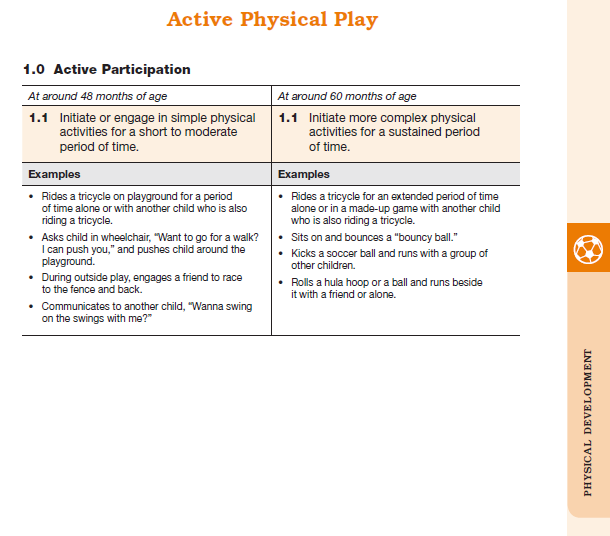 Active Physical Play
1.0 Active Participation
At around 48 months of age
1.1 Initiate or engage in simple physical
activities for a short to moderate
period of time.
Examples
• Rides a tricycle on playground for a period
of time alone or with another child who is also
riding a tricycle.
• Asks child in wheelchair, “Want to go for a walk?
I can push you,” and pushes child around the
playground.
• During outside play, engages a friend to race
to the fence and back.
• Communicates to another child, “Wanna swing
on the swings with me?”
At around 60 months of age
1.1 Initiate more complex physical
activities for a sustained period
of time.
Examples
• Rides a tricycle for an extended period of time
alone or in a made-up game with another child
who is also riding a tricycle.
• Sits on and bounces a “bouncy ball.”
• Kicks a soccer ball and runs with a group of
other children.
• Rolls a hula hoop or a ball and runs beside
it with a friend or alone.
PHYSICAL DEVELOPMENT